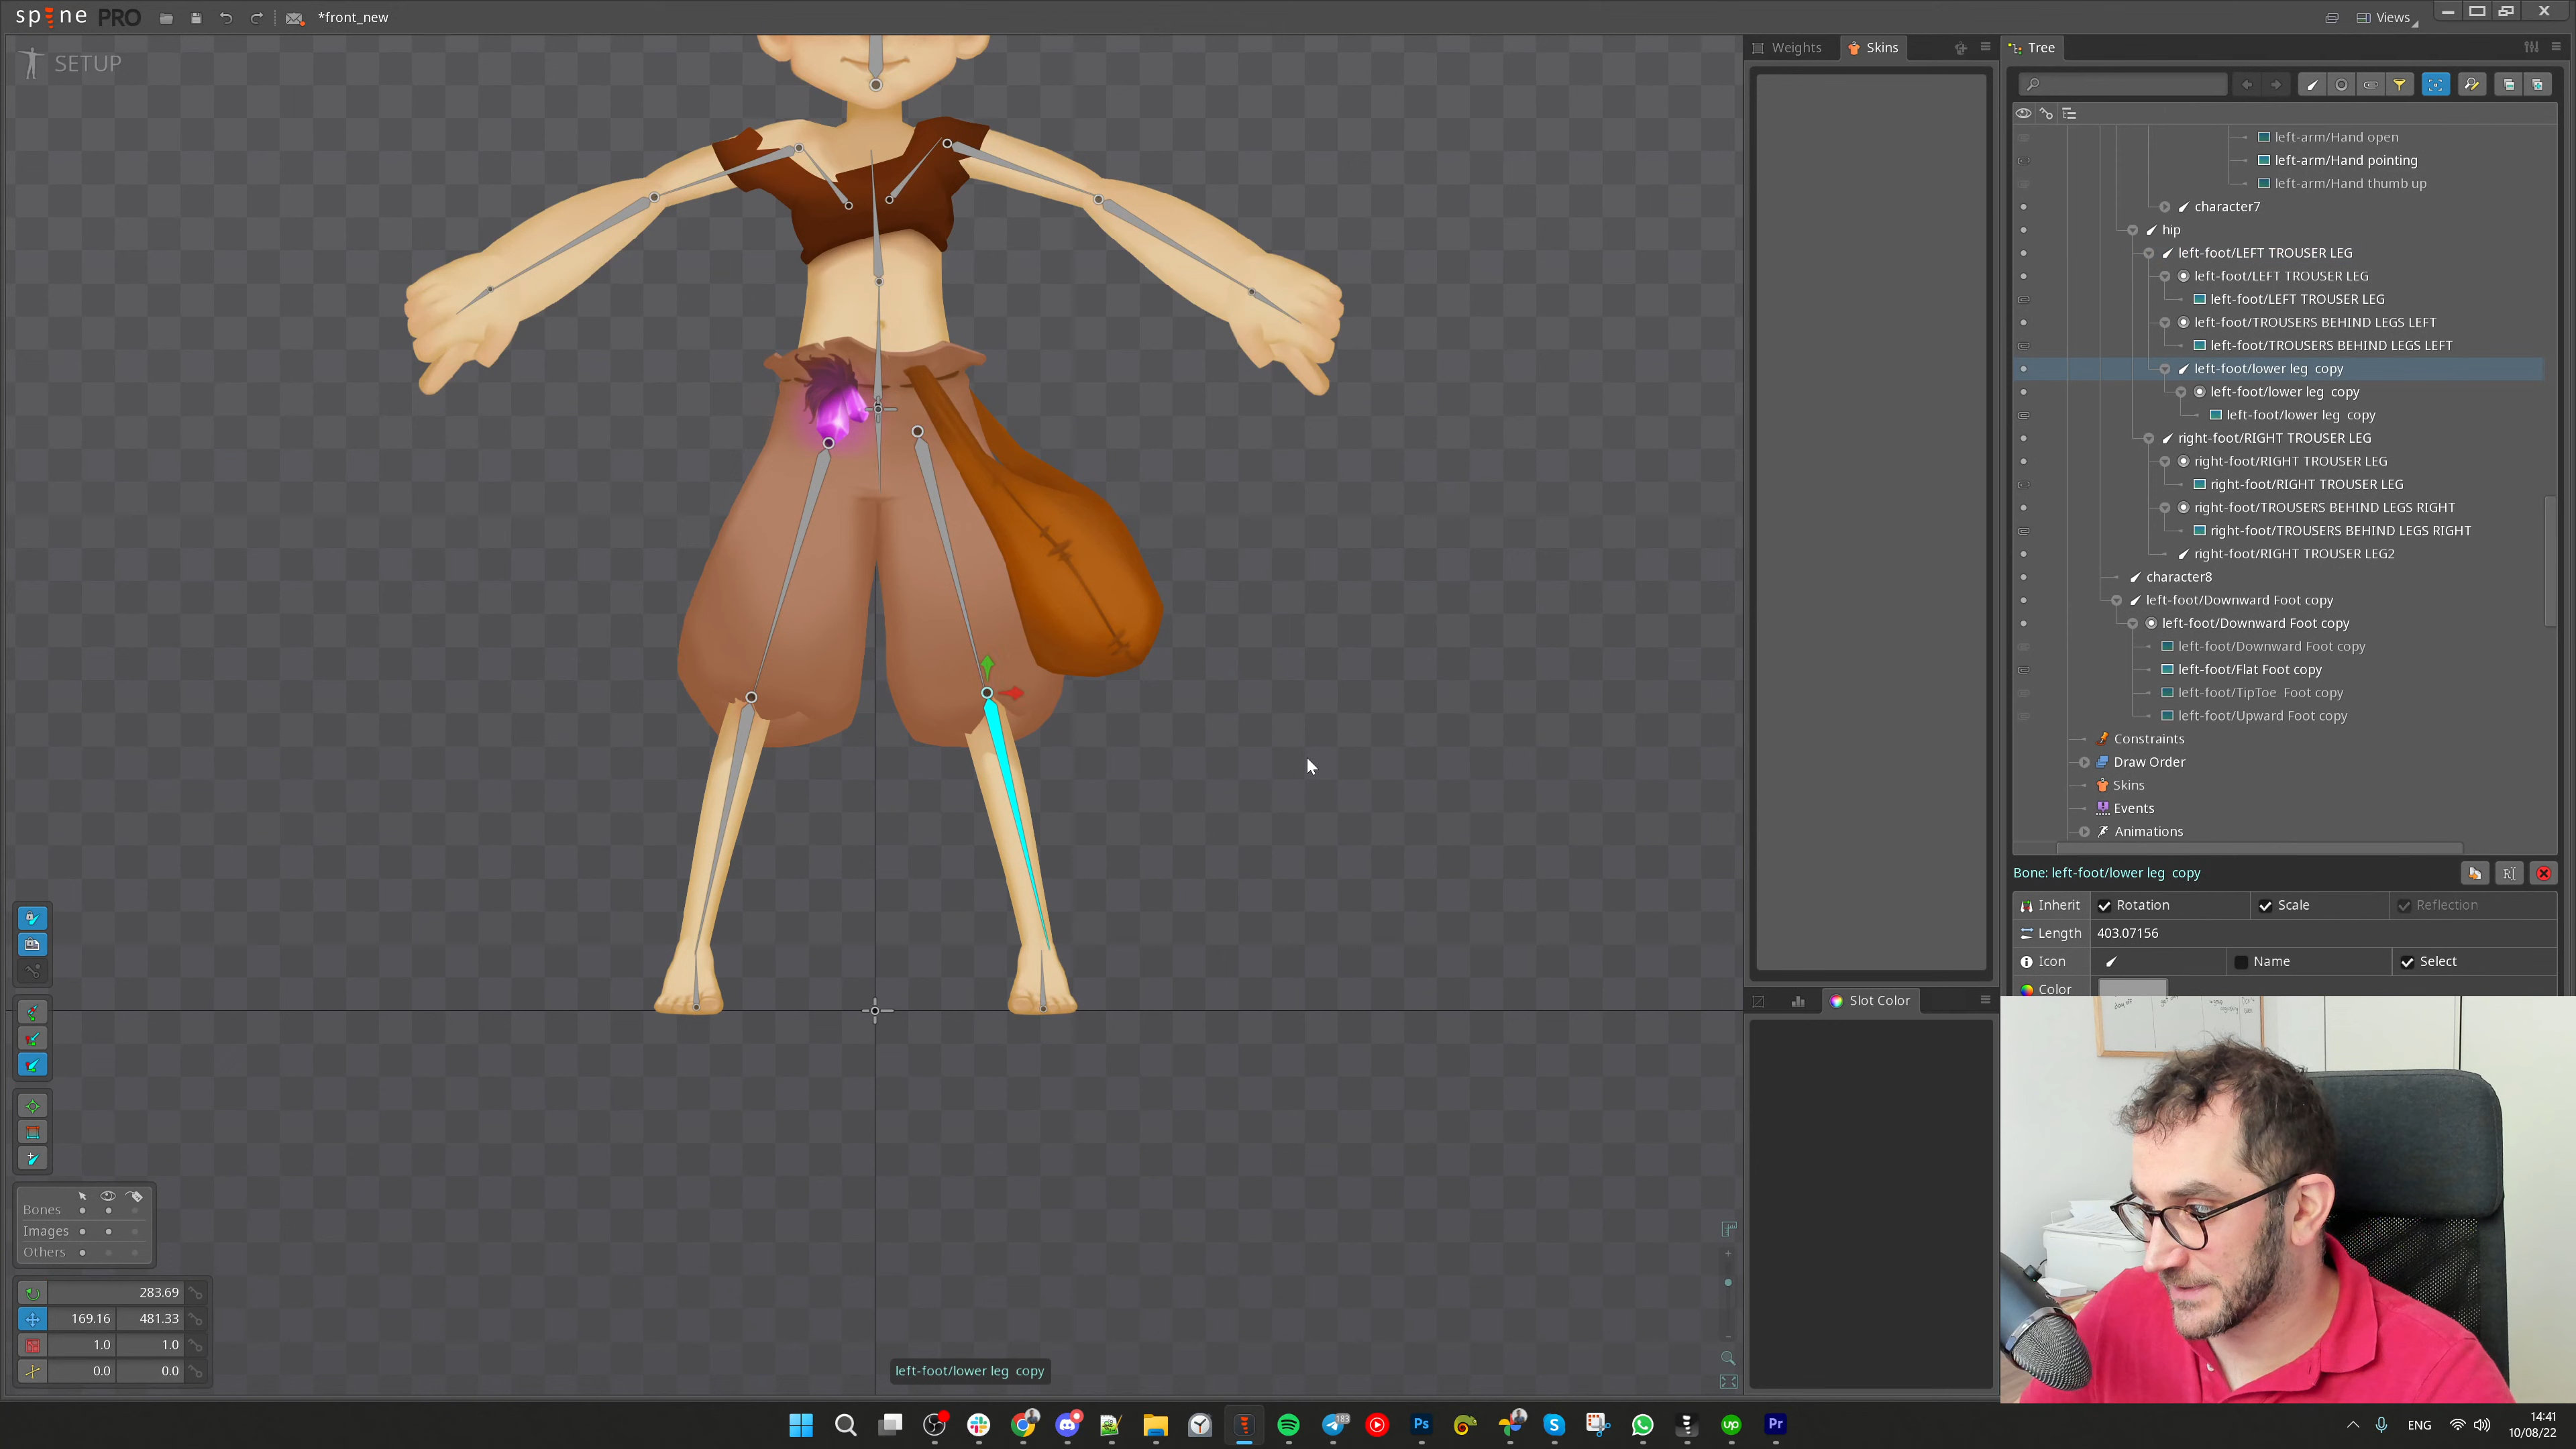 spine PRO
*front_new
Views
SETUP
Weights
Skins
Tree
left-arm/Hand open
left-arm/Hand pointing
left-arm/Hand thumb up
character7
hip
left-foot/LEFT TROUSER LEG
left-foot/LEFT TROUSER LEG
left-foot/LEFT TROUSER LEG
left-foot/TROUSERS BEHIND LEGS LEFT
left-foot/TROUSERS BEHIND LEGS LEFT
left-foot/lower leg copy
left-foot/lower leg copy
left-foot/lower leg copy
right-foot/RIGHT TROUSER LEG
right-foot/RIGHT TROUSER LEG
right-foot/RIGHT TROUSER LEG
right-foot/TROUSERS BEHIND LEGS RIGHT
right-foot/TROUSERS BEHIND LEGS RIGHT
right-foot/RIGHT TROUSER LEG2
character8
left-foot/Downward Foot copy
left-foot/Downward Foot copy
left-foot/Downward Foot copy
left-foot/Flat Foot copy
left-foot/TipToe Foot copy
left-foot/Upward Foot copy
Constraints
Draw Order
Skins
Events
Animations
Bone: left-foot/lower leg copy
Inherit Rotation Scale Reflection
Length 403.07156
Icon Name Select
Color
Slot Color
Bones
Images
Others
283.69
169.16 481.33
1.0 1.0
0.0 0.0
left-foot/lower leg copy
183
Ps
S
up
Pr
ENG
14:41
10/08/22